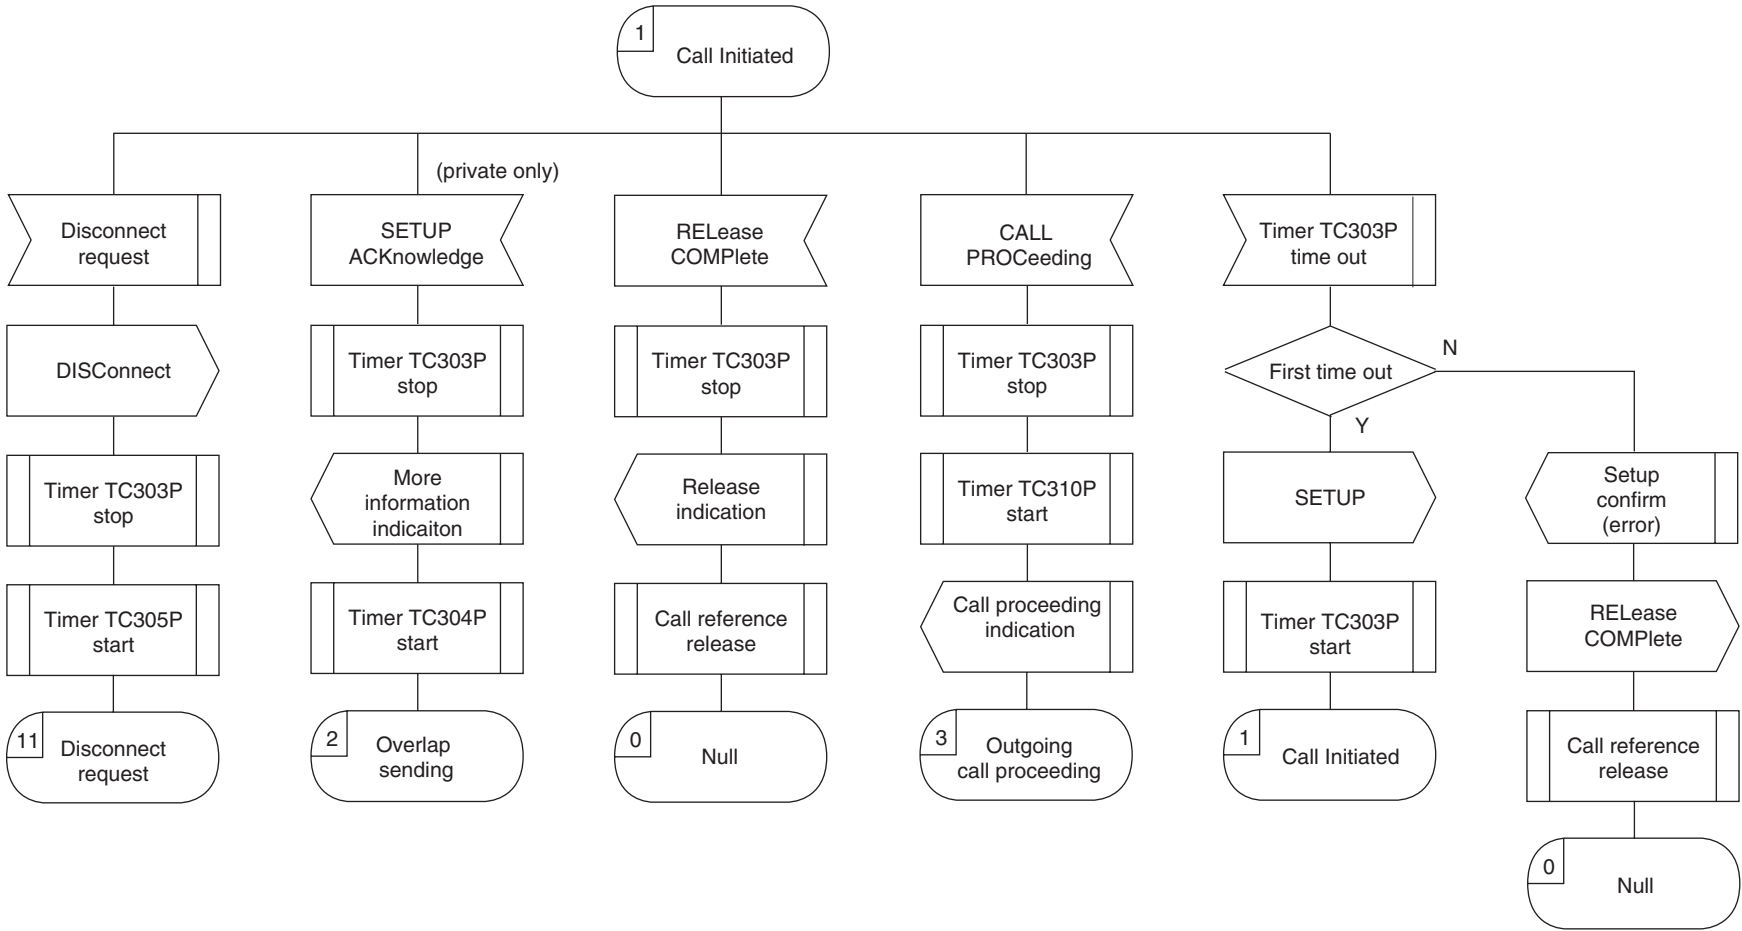 1
Call Initiated
(private only)
Disconnect
request
DISConnect
Timer TC303P
stop
Timer TC305P
start
11
Disconnect
request
SETUP
ACKnowledge
Timer TC303P
stop
More
information
indicaiton
Timer TC304P
start
2
Overlap
sending
RELease
COMPlete
Timer TC303P
stop
Release
indication
Call reference
release
0
Null
CALL
PROCeeding
Timer TC303P
stop
Timer TC310P
start
Call proceeding
indication
3
Outgoing
call proceeding
Timer TC303P
time out
First time out
N
Y
SETUP
Timer TC303P
start
1
Call Initiated
Setup
confirm
(error)
RELease
COMPlete
Call reference
release
0
Null